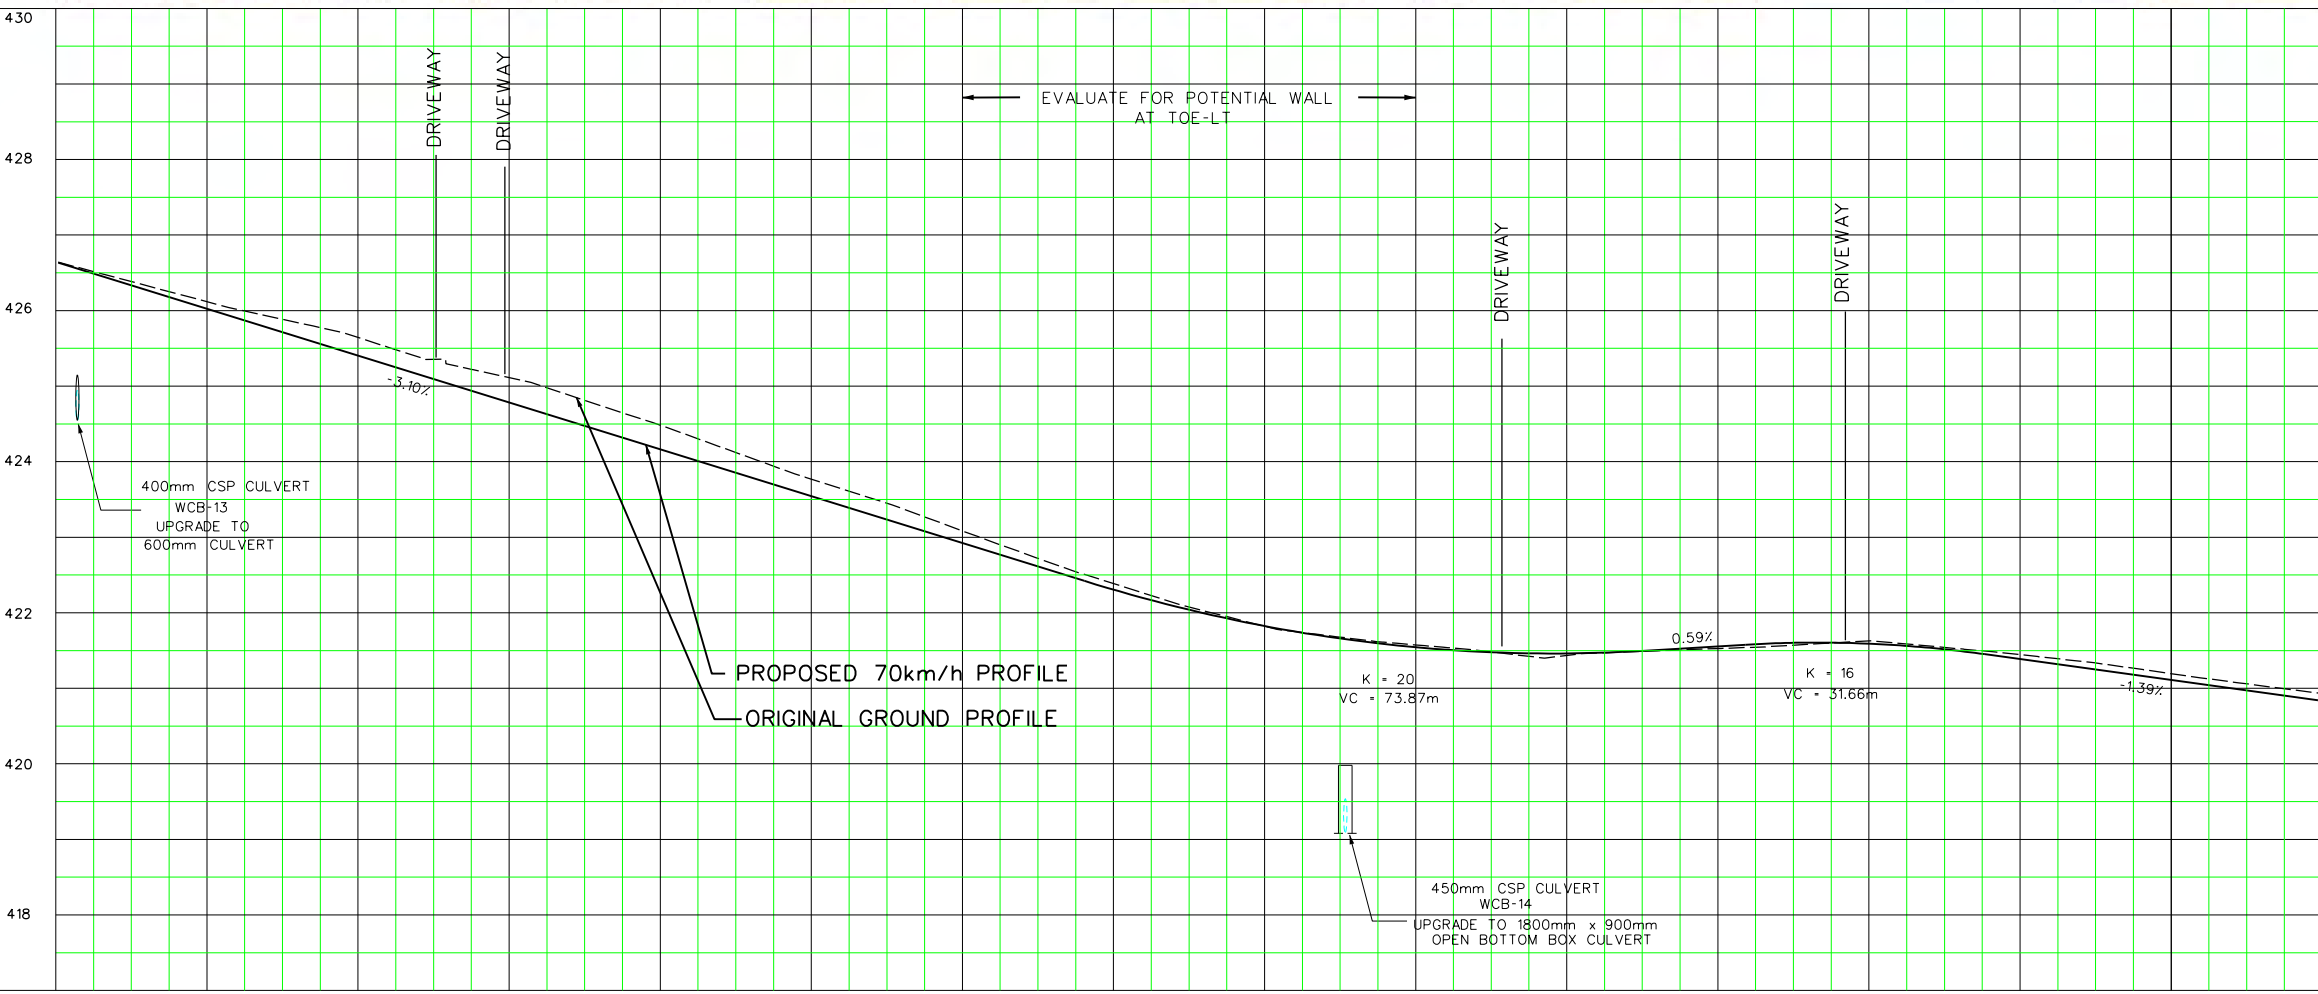 430
DRIVEWAY
DRIVEWAY
EVALUATE FOR POTENTIAL WALL
AT TOE-LT
428
DRIVEWAY
DRIVEWAY
426
-3.10%
424
400mm CSP CULVERT
WCB-13
UPGRADE TO
600mm CULVERT
422
0.59%
PROPOSED 70km/h PROFILE
K = 20
VC = 73.87m
K = 16
VC = 31.66m
-1.39%
ORIGINAL GROUND PROFILE
420
450mm CSP CULVERT
WCB-14
UPGRADE TO 1800mm x 900mm
OPEN BOTTOM BOX CULVERT
418